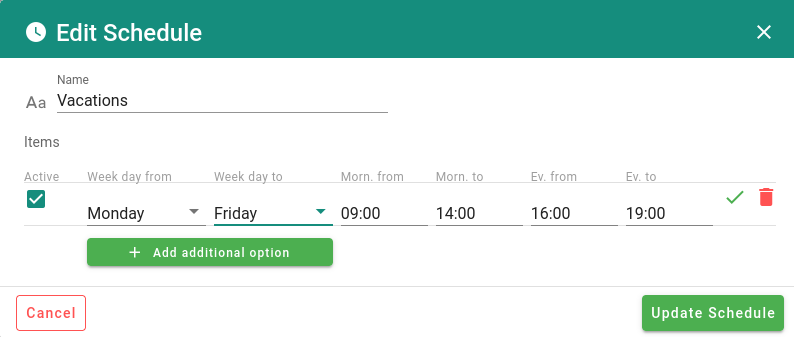 Edit Schedule
Name
Aa Vacations
Items
Active Week day from Week day to Morn. from Morn. to Ev. from Ev. to
Monday Friday 09:00 14:00 16:00 19:00
+ Add additional option
Cancel Update Schedule